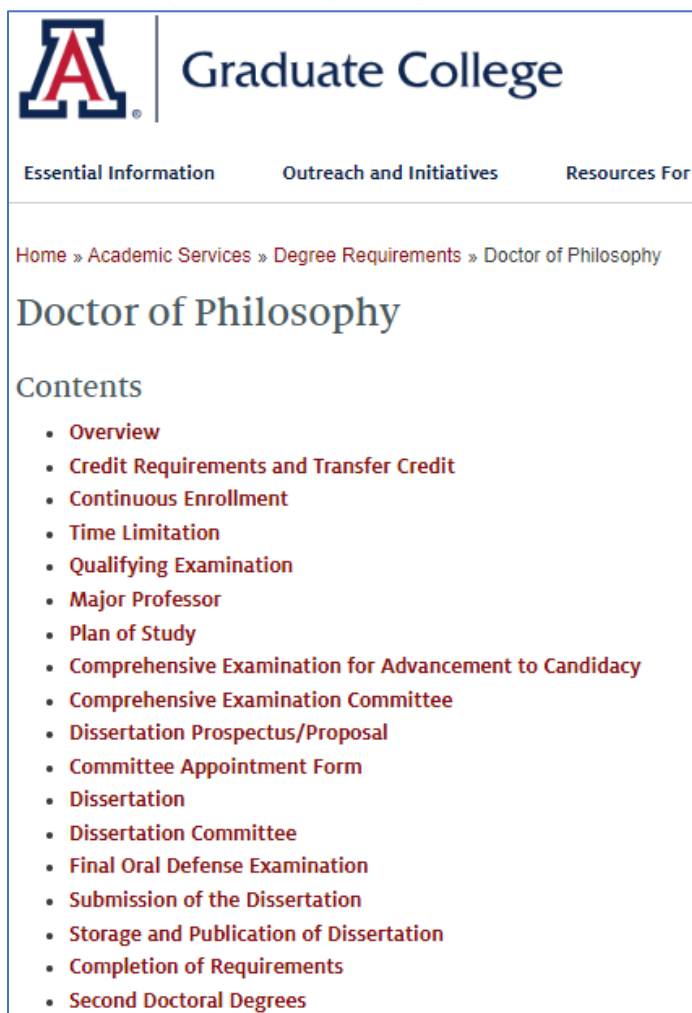 A
®
Graduate College
Essential Information Outreach and Initiatives Resources For
Home » Academic Services » Degree Requirements » Doctor of Philosophy
Doctor of Philosophy
Contents
• Overview
• Credit Requirements and Transfer Credit
• Continuous Enrollment
• Time Limitation
• Qualifying Examination
• Major Professor
• Plan of Study
• Comprehensive Examination for Advancement to Candidacy
• Comprehensive Examination Committee
• Dissertation Prospectus/Proposal
• Committee Appointment Form
• Dissertation
• Dissertation Committee
• Final Oral Defense Examination
• Submission of the Dissertation
• Storage and Publication of Dissertation
• Completion of Requirements
• Second Doctoral Degrees